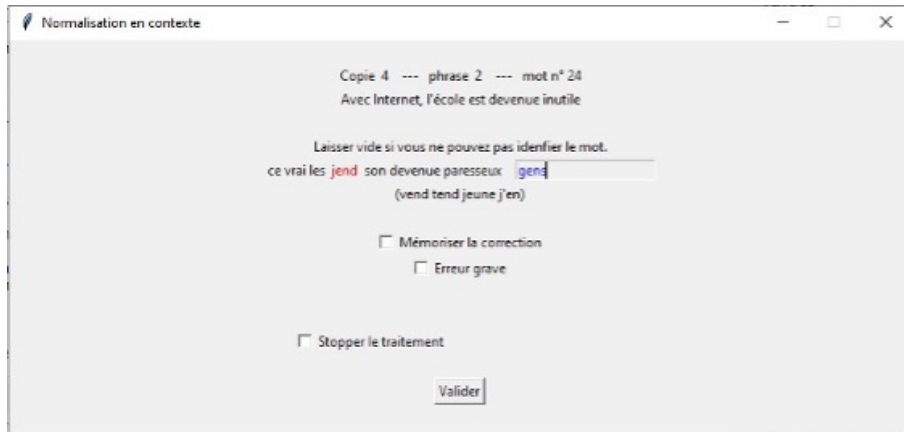 Normalisation en contexte
Copie 4 --- phrase 2 --- mot n° 24
Avec Internet, l'école est devenue inutile
Laisser vide si vous ne pouvez pas idenfier le mot.
ce vrai les jend son devenue paresseux gens
(vend tend jeune j'en)
Mémoriser la correction
Erreur grave
Stopper le traitement
Valider